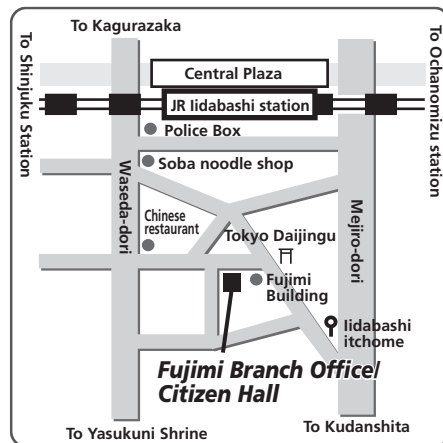 To Kagurazaka
To Shinjuku Station
To Ochanomizu station
Central Plaza
JR Iidabashi station
Police Box
Soba noodle shop
Waseda-dori
Mejiro-dori
Chinese
restaurant
Tokyo Daijingu
Fujimi
Building
Iidabashi
itchome
Fujimi Branch Office/
Citizen Hall
To Yasukuni Shrine
To Kudanshita